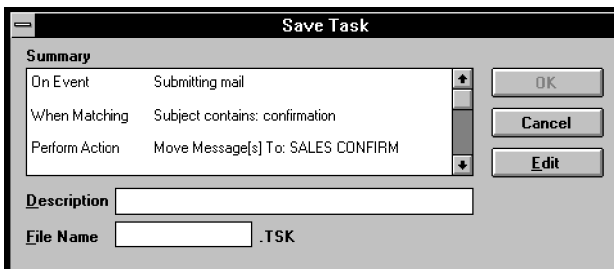 Save Task
Summary
On Event Submitting mail
When Matching Subject contains: confirmation
Perform Action Move Message[s] To: SALES CONFIRM
OK
Cancel
Edit
Description
File Name .TSK